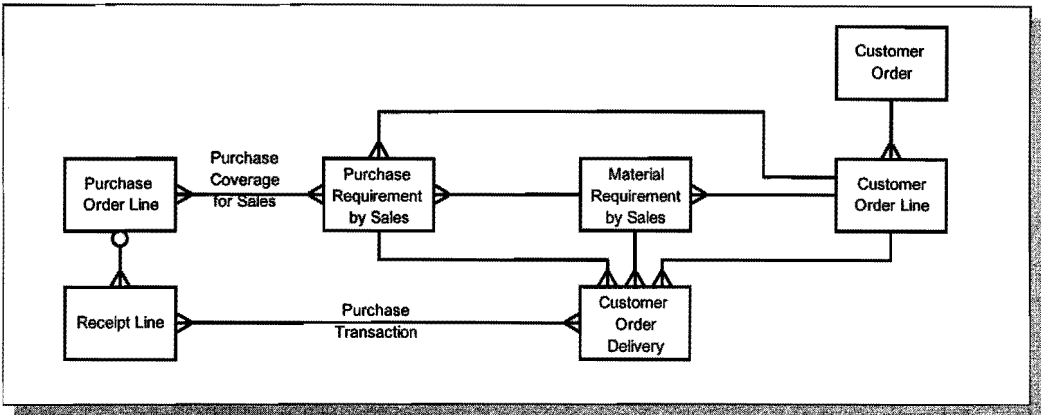 Customer
Order
Purchase
Order Line
Purchase
Coverage
for Sales
Purchase
Requirement
by Sales
Material
Requirement
by Sales
Customer
Order Line
Receipt Line
Purchase
Transaction
Customer
Order
Delivery